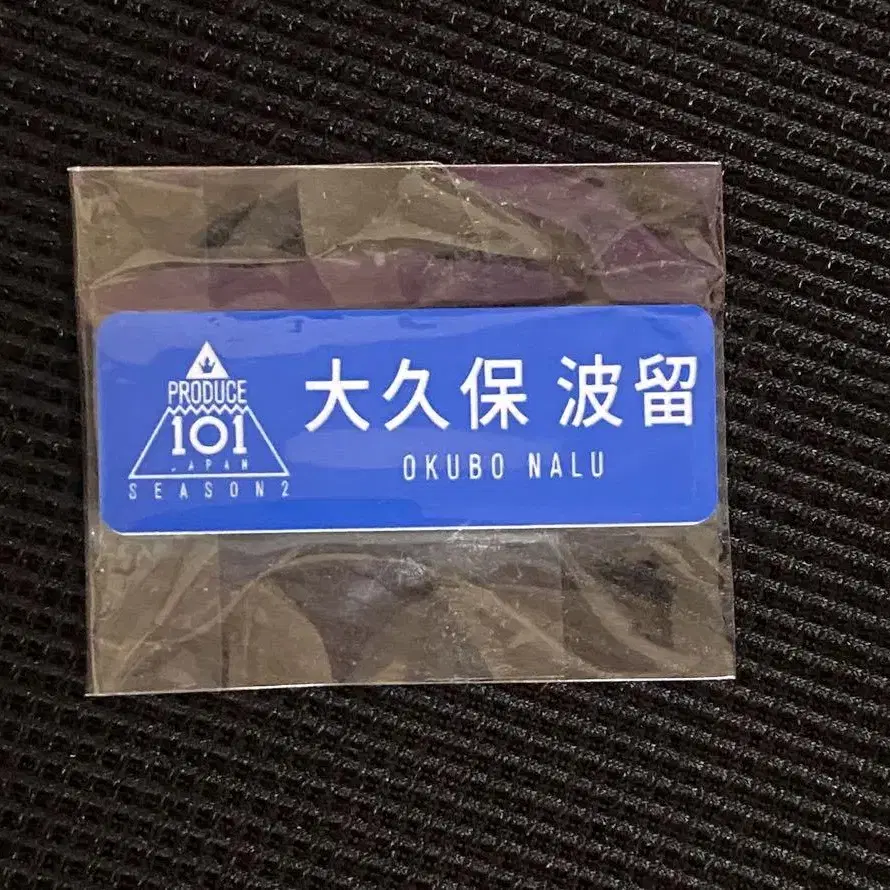 PRODUCE
101
JAPAN
SEASON2
大久保 波留
OKUBO NALU